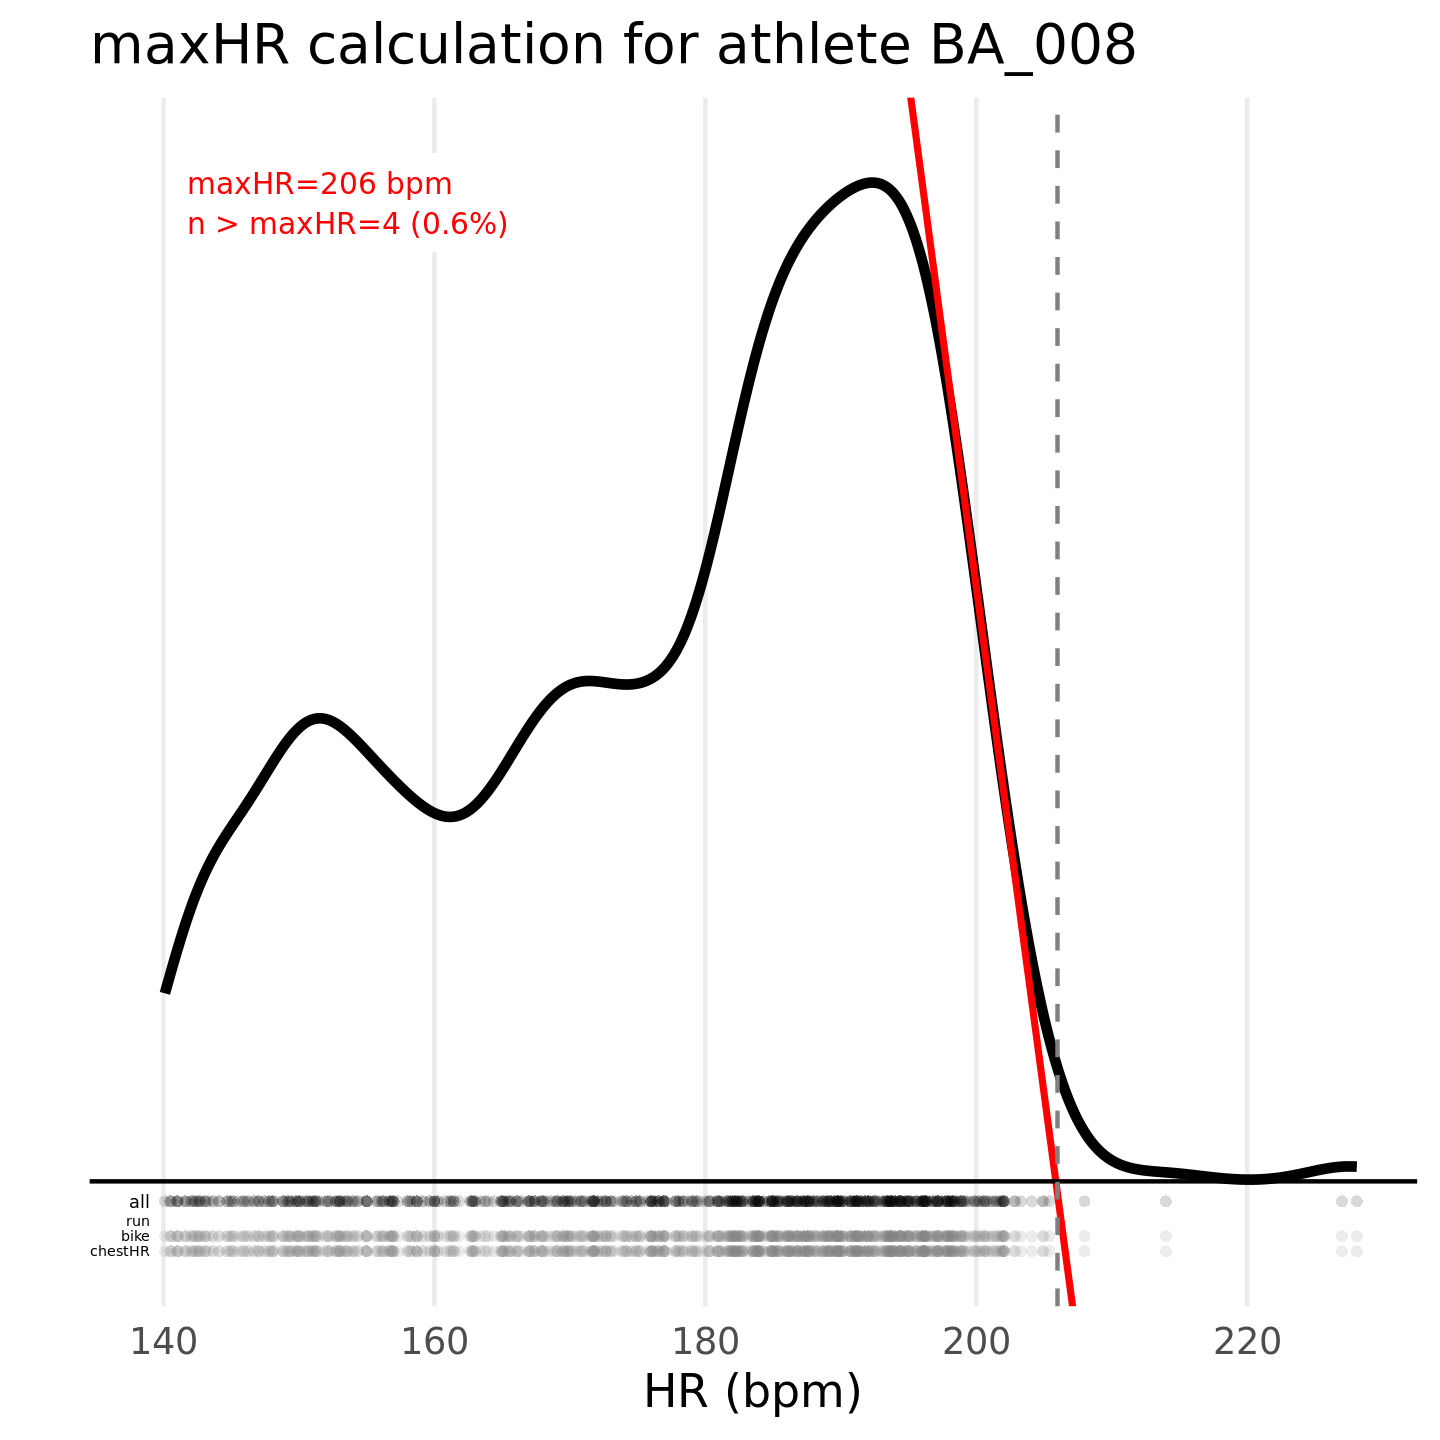 maxHR calculation for athlete BA_008
maxHR=206 bpm
n > maxHR=4 (0.6%)
all
run
bike
chestHR
140 160 180 200 220
HR (bpm)